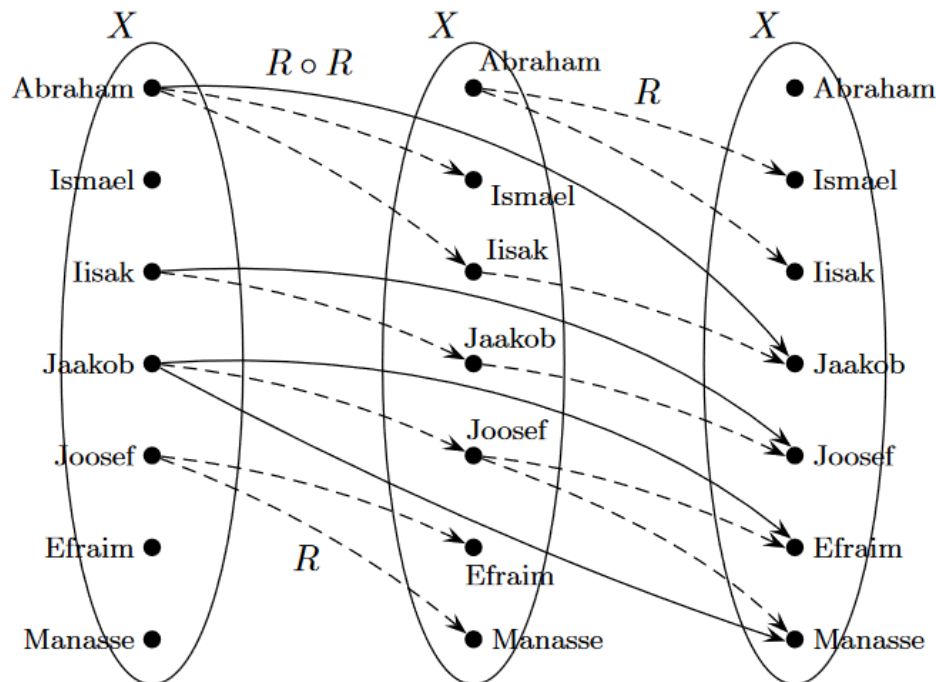 X X X
R ∘ R
Abraham Abraham R Abraham
Ismael Ismael Ismael
Iisak Iisak Iisak
Jaakob Jaakob Jaakob
Joosef Joosef Joosef
Efraim R Efraim Efraim
Manasse Manasse Manasse